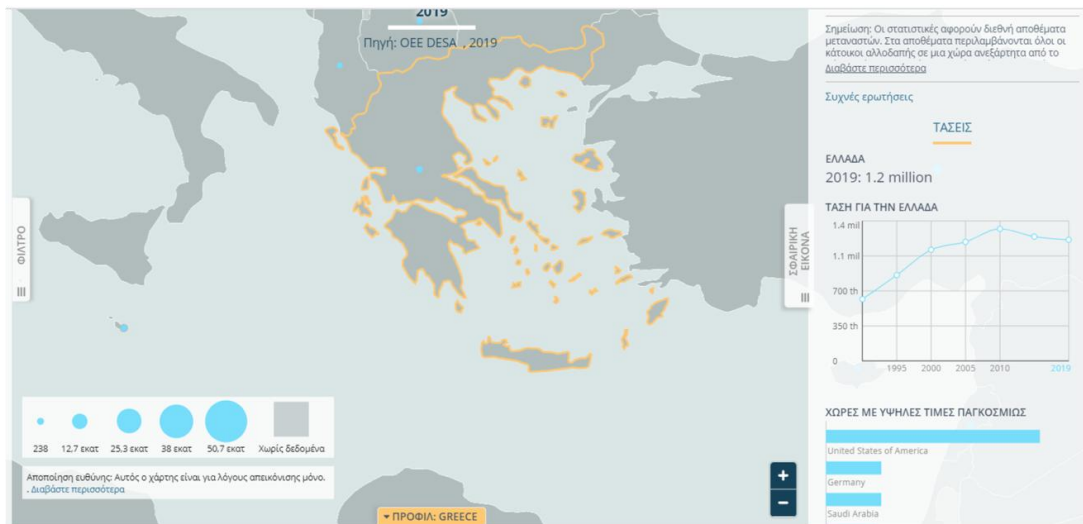 2019
Πηγή: ΟΕΕ DESA , 2019
ΦΙΛΤΡΟ
238
12,7 εκατ
25,3 εκατ
38 εκατ
50,7 εκατ
Χωρίς δεδομένα
Αποποίηση ευθύνης: Αυτός ο χάρτης είναι για λόγους απεικόνισης μόνο.
. Διαβάστε περισσότερα
ΠΡΟΦΙΛ: GREECE
+
−
ΣΦΑΙΡΙΚΗ
ΕΙΚΟΝΑ
Σημείωση: Οι στατιστικές αφορούν διεθνή αποθέματα
μεταναστών. Στα αποθέματα περιλαμβάνονται όλοι οι
κάτοικοι αλλοδαπής σε μια χώρα ανεξάρτητα από το
Διαβάστε περισσότερα
Συχνές ερωτήσεις
ΤΑΣΕΙΣ
ΕΛΛΑΔΑ
2019: 1.2 million
ΤΑΣΗ ΓΙΑ ΤΗΝ ΕΛΛΑΔΑ
1.4 mil
1.1 mil
700 th
350 th
0
1995
2000
2005
2010
2019
ΧΩΡΕΣ ΜΕ ΥΨΗΛΕΣ ΤΙΜΕΣ ΠΑΓΚΟΣΜΙΩΣ
United States of America
Germany
Saudi Arabia